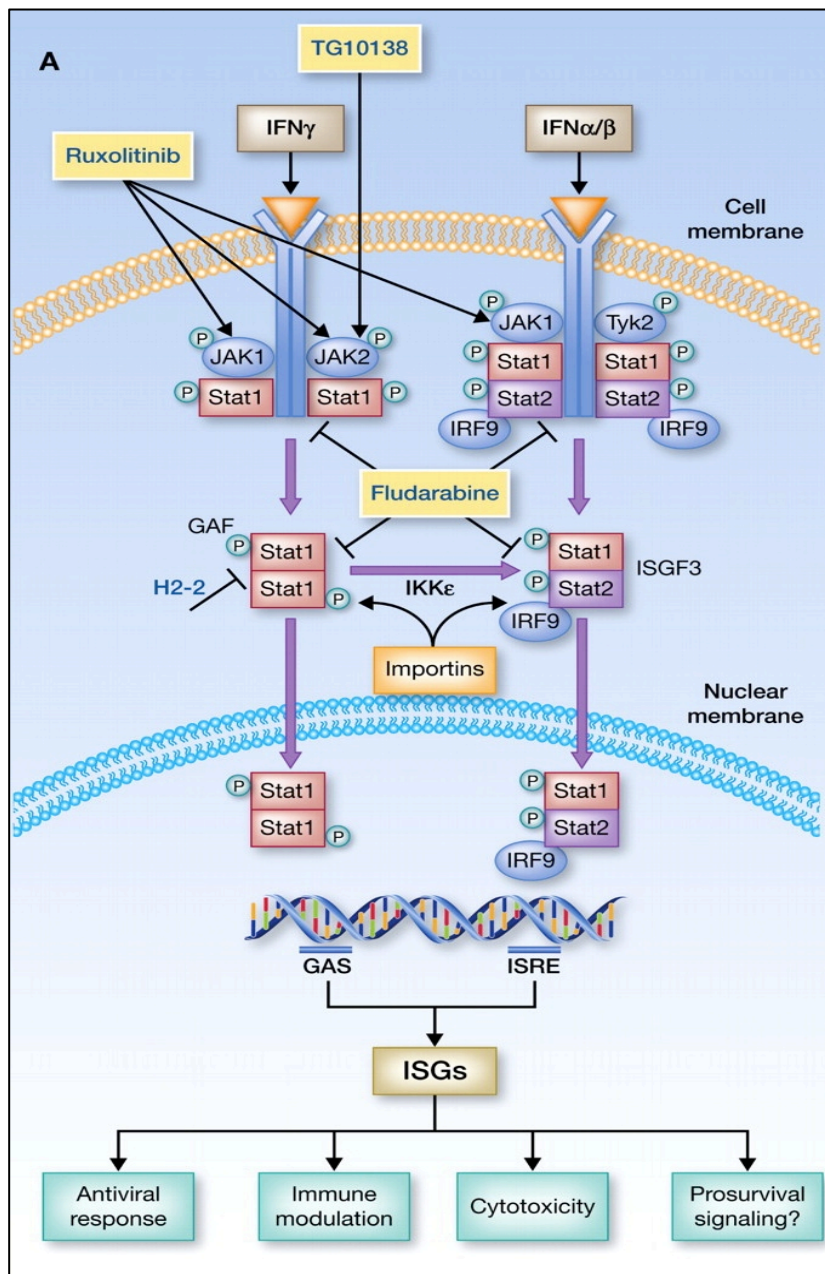 A
TG10138
IFNγ
IFNα/β
Ruxolitinib
Cell
membrane
P
JAK1
JAK2
P
P
Stat1
P
Stat1
P
P
JAK1
Tyk2
P
P
Stat1
Stat1
P
P
Stat2
Stat2
P
IRF9
IRF9
Fludarabine
GAF
P
Stat1
Stat1
P
H2-2
IKKε
P
Stat1
P
Stat2
ISGF3
IRF9
Importins
Nuclear
membrane
P
Stat1
Stat1
P
P
Stat1
P
Stat2
IRF9
GAS
ISRE
ISGs
Antiviral
response
Immune
modulation
Cytotoxicity
Prosurvival
signaling?